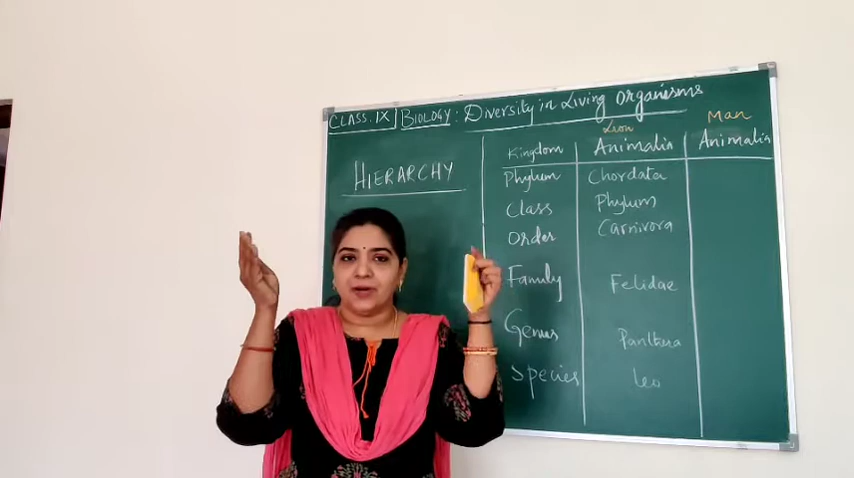 CLASS. IX BIOLOGY : Diversity in Living Organisms
HIERARCHY
Lion Man
Kingdom Animalia Animalia
Phylum Chordata
Class Phylum
Order Carnivora
Family Felidae
Genus Panthera
Species leo